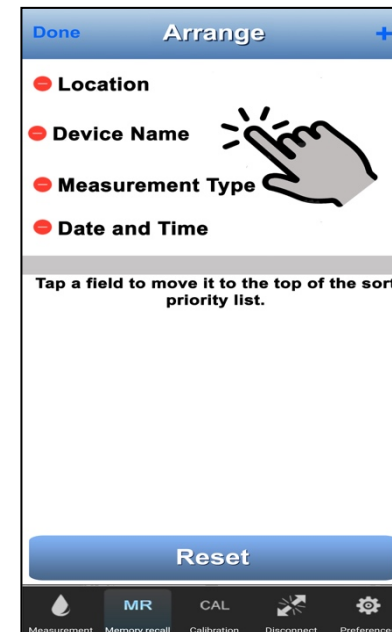 Done Arrange +
Location
Device Name
Measurement Type
Date and Time
Tap a field to move it to the top of the sort
priority list.
Reset
MR CAL
Measurement Memory recall Calibration Disconnect Preference